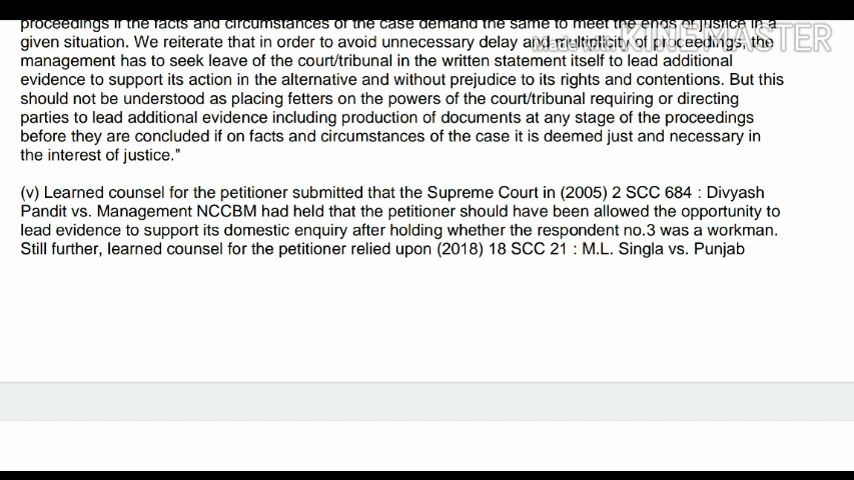 proceedings if the facts and circumstances of the case demand the same to meet the ends of justice in a
given situation. We reiterate that in order to avoid unnecessary delay and multiplicity of proceedings, the
management has to seek leave of the court/tribunal in the written statement itself to lead additional
evidence to support its action in the alternative and without prejudice to its rights and contentions. But this
should not be understood as placing fetters on the powers of the court/tribunal requiring or directing
parties to lead additional evidence including production of documents at any stage of the proceedings
before they are concluded if on facts and circumstances of the case it is deemed just and necessary in
the interest of justice."
(v) Learned counsel for the petitioner submitted that the Supreme Court in (2005) 2 SCC 684 : Divyash
Pandit vs. Management NCCBM had held that the petitioner should have been allowed the opportunity to
lead evidence to support its domestic enquiry after holding whether the respondent no.3 was a workman.
Still further, learned counsel for the petitioner relied upon (2018) 18 SCC 21 : M.L. Singla vs. Punjab
Made with KINEMASTER